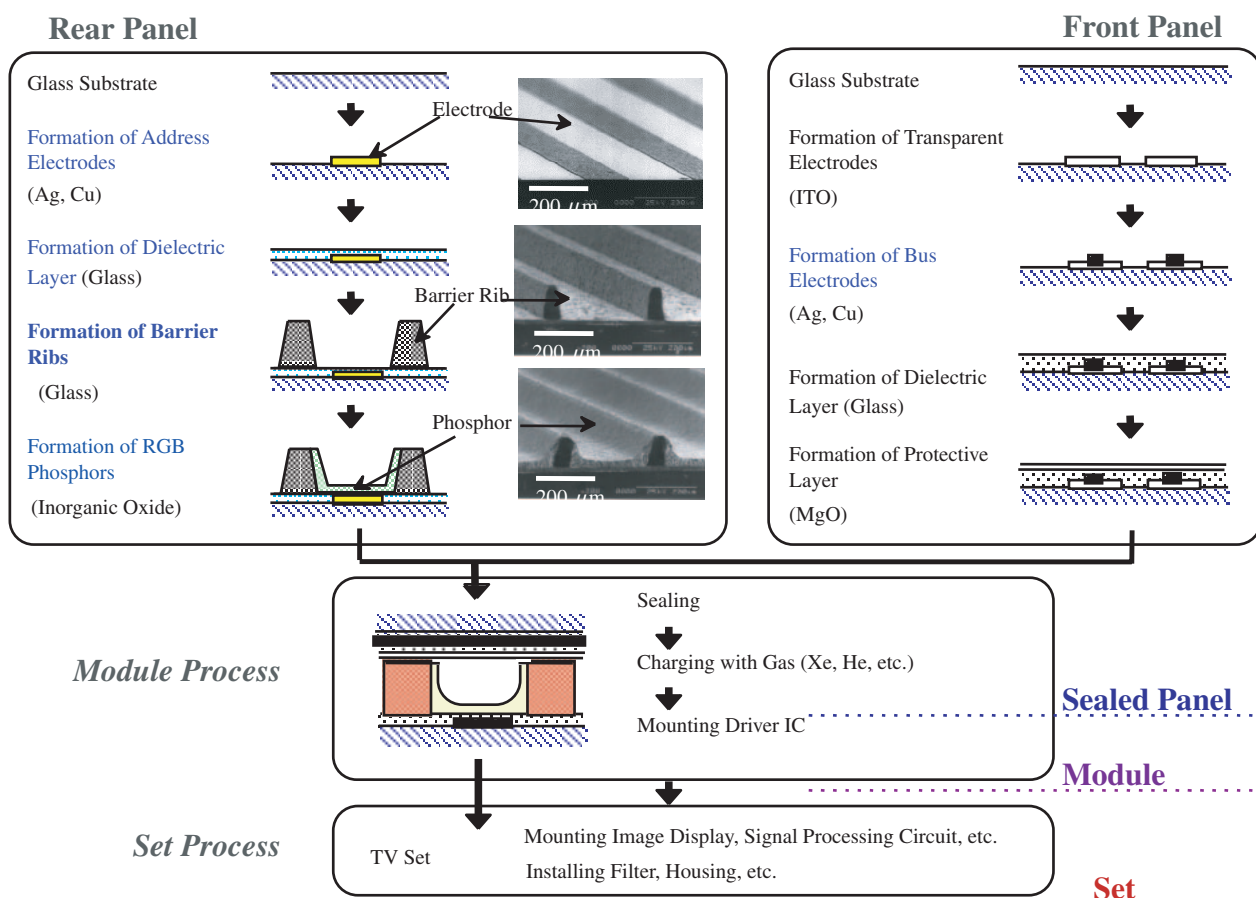 Rear Panel
Glass Substrate
Formation of Address
Electrodes
(Ag, Cu)
Formation of Dielectric
Layer (Glass)
Formation of Barrier
Ribs
(Glass)
Formation of RGB
Phosphors
(Inorganic Oxide)
Electrode
200 μm
Barrier Rib
200 μm
Phosphor
200 μm
Front Panel
Glass Substrate
Formation of Transparent
Electrodes
(ITO)
Formation of Bus
Electrodes
(Ag, Cu)
Formation of Dielectric
Layer (Glass)
Formation of Protective
Layer
(MgO)
Module Process
Sealing
Charging with Gas (Xe, He, etc.)
Mounting Driver IC
Sealed Panel
Module
Set Process
TV Set
Mounting Image Display, Signal Processing Circuit, etc.
Installing Filter, Housing, etc.
Set